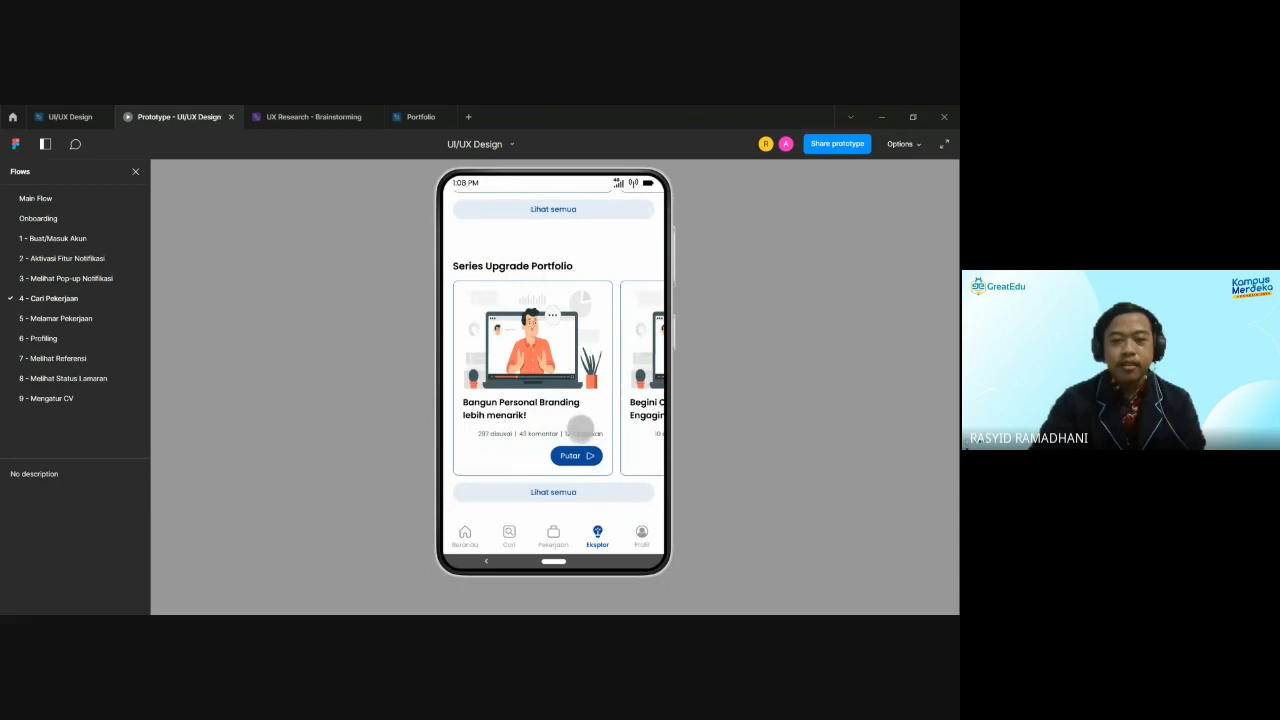 UI/UX Design
Prototype - UI/UX Design
UX Research - Brainstorming
Portfolio
UI/UX Design
R
A
Share prototype
Options
Flows
Main Flow
Onboarding
1 - Buat/Masuk Akun
2 - Aktivasi Fitur Notifikasi
3 - Melihat Pop-up Notifikasi
4 - Cari Pekerjaan
5 - Melamar Pekerjaan
6 - Profiling
7 - Melihat Referensi
8 - Melihat Status Lamaran
9 - Mengatur CV
No description
1:08 PM
4G
Lihat semua
Series Upgrade Portfolio
Bangun Personal Branding
lebih menarik!
Begini
297 disukai | 43 komentar |
Putar
Lihat semua
Beranda
Cari
Pekerjaan
Eksplor
Profil
GreatEdu
Kampus
Merdeka
RASYID RAMADHANI